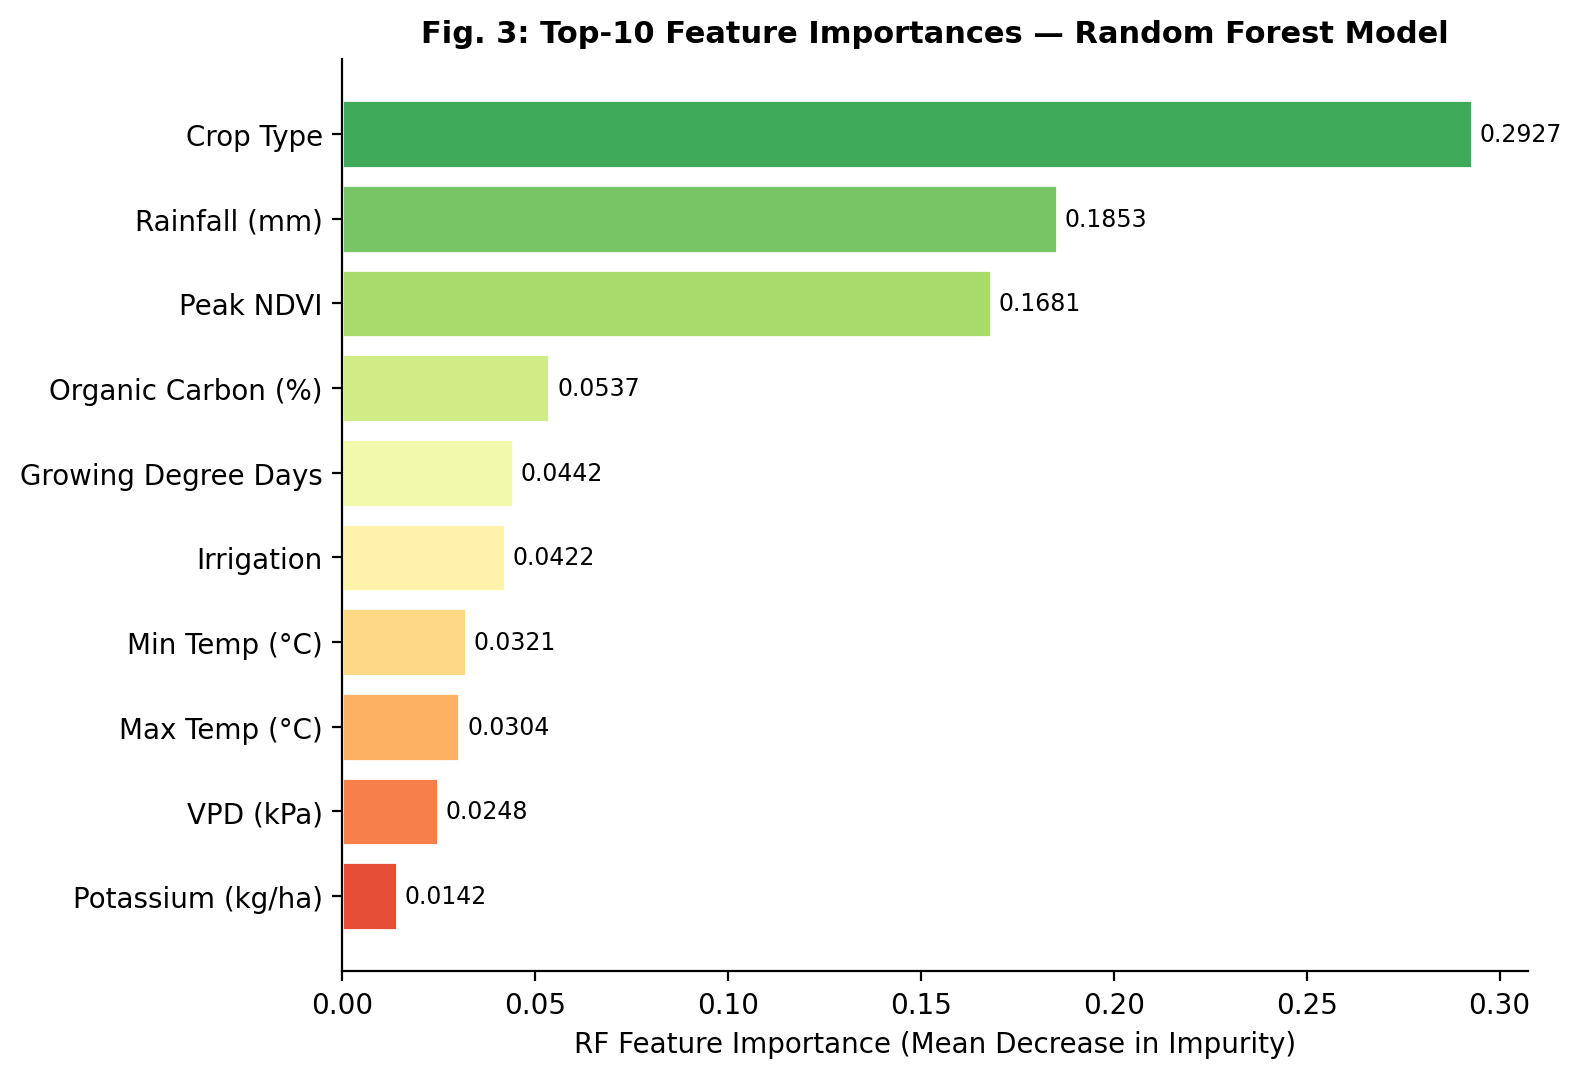 Fig. 3: Top-10 Feature Importances — Random Forest Model
Crop Type 0.2927
Rainfall (mm) 0.1853
Peak NDVI 0.1681
Organic Carbon (%) 0.0537
Growing Degree Days 0.0442
Irrigation 0.0422
Min Temp (°C) 0.0321
Max Temp (°C) 0.0304
VPD (kPa) 0.0248
Potassium (kg/ha) 0.0142
0.00 0.05 0.10 0.15 0.20 0.25 0.30
RF Feature Importance (Mean Decrease in Impurity)